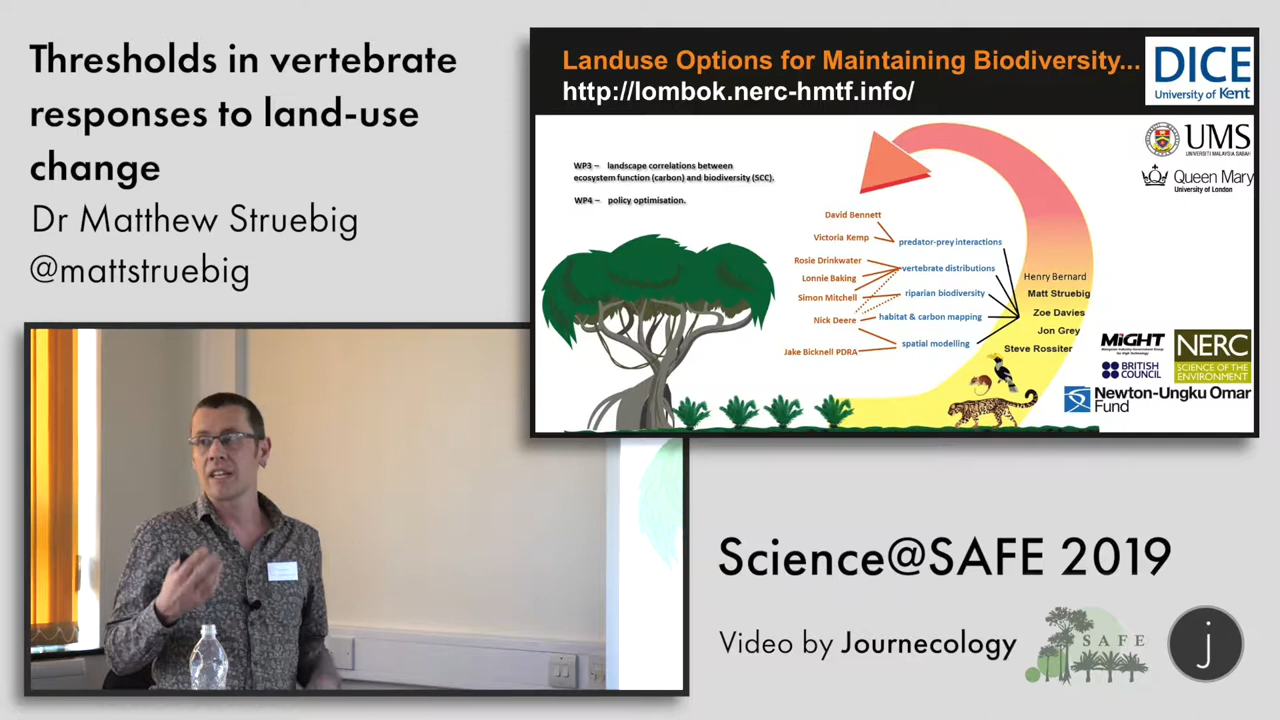 Thresholds in vertebrate
responses to land-use
change
Dr Matthew Struebig
@mattstruebig
Landuse Options for Maintaining Biodiversity...
http://lombok.nerc-hmtf.info/
DICE
University of Kent
UMS
UNIVERSITI MALAYSIA SABAH
Queen Mary
University of London
WP3 – landscape correlations between
ecosystem function (carbon) and biodiversity (SCC).
WP4 – policy optimisation.
David Bennett
Victoria Kemp
Rosie Drinkwater
Lonnie Baking
Simon Mitchell
Nick Deere
Jake Bicknell PDRA
predator-prey interactions
vertebrate distributions
riparian biodiversity
habitat & carbon mapping
spatial modelling
Henry Bernard
Matt Struebig
Zoe Davies
Jon Grey
Steve Rossiter
MiGHT
NERC
SCIENCE OF THE
ENVIRONMENT
BRITISH
COUNCIL
Newton-Ungku Omar
Fund
Science@SAFE 2019
Video by Journecology
SAFE
j